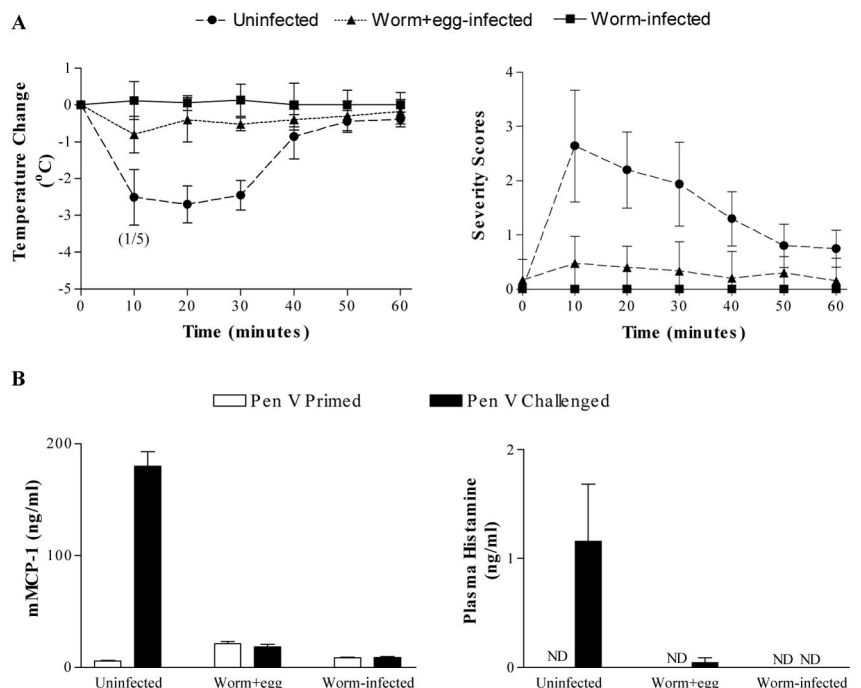 A
Uninfected Worm+egg-infected Worm-infected
Temperature Change
(°C)
1
0
-1
-2
-3
-4
-5
(1/5)
0 10 20 30 40 50 60
Time (minutes)
Severity Scores
4
3
2
1
0
0 10 20 30 40 50 60
Time (minutes)
B
Pen V Primed Pen V Challenged
mMCP-1 (ng/ml)
200
100
0
Uninfected Worm+egg Worm-infected
Plasma Histamine
(ng/ml)
2
1
0
ND ND ND ND
Uninfected Worm+egg Worm-infected